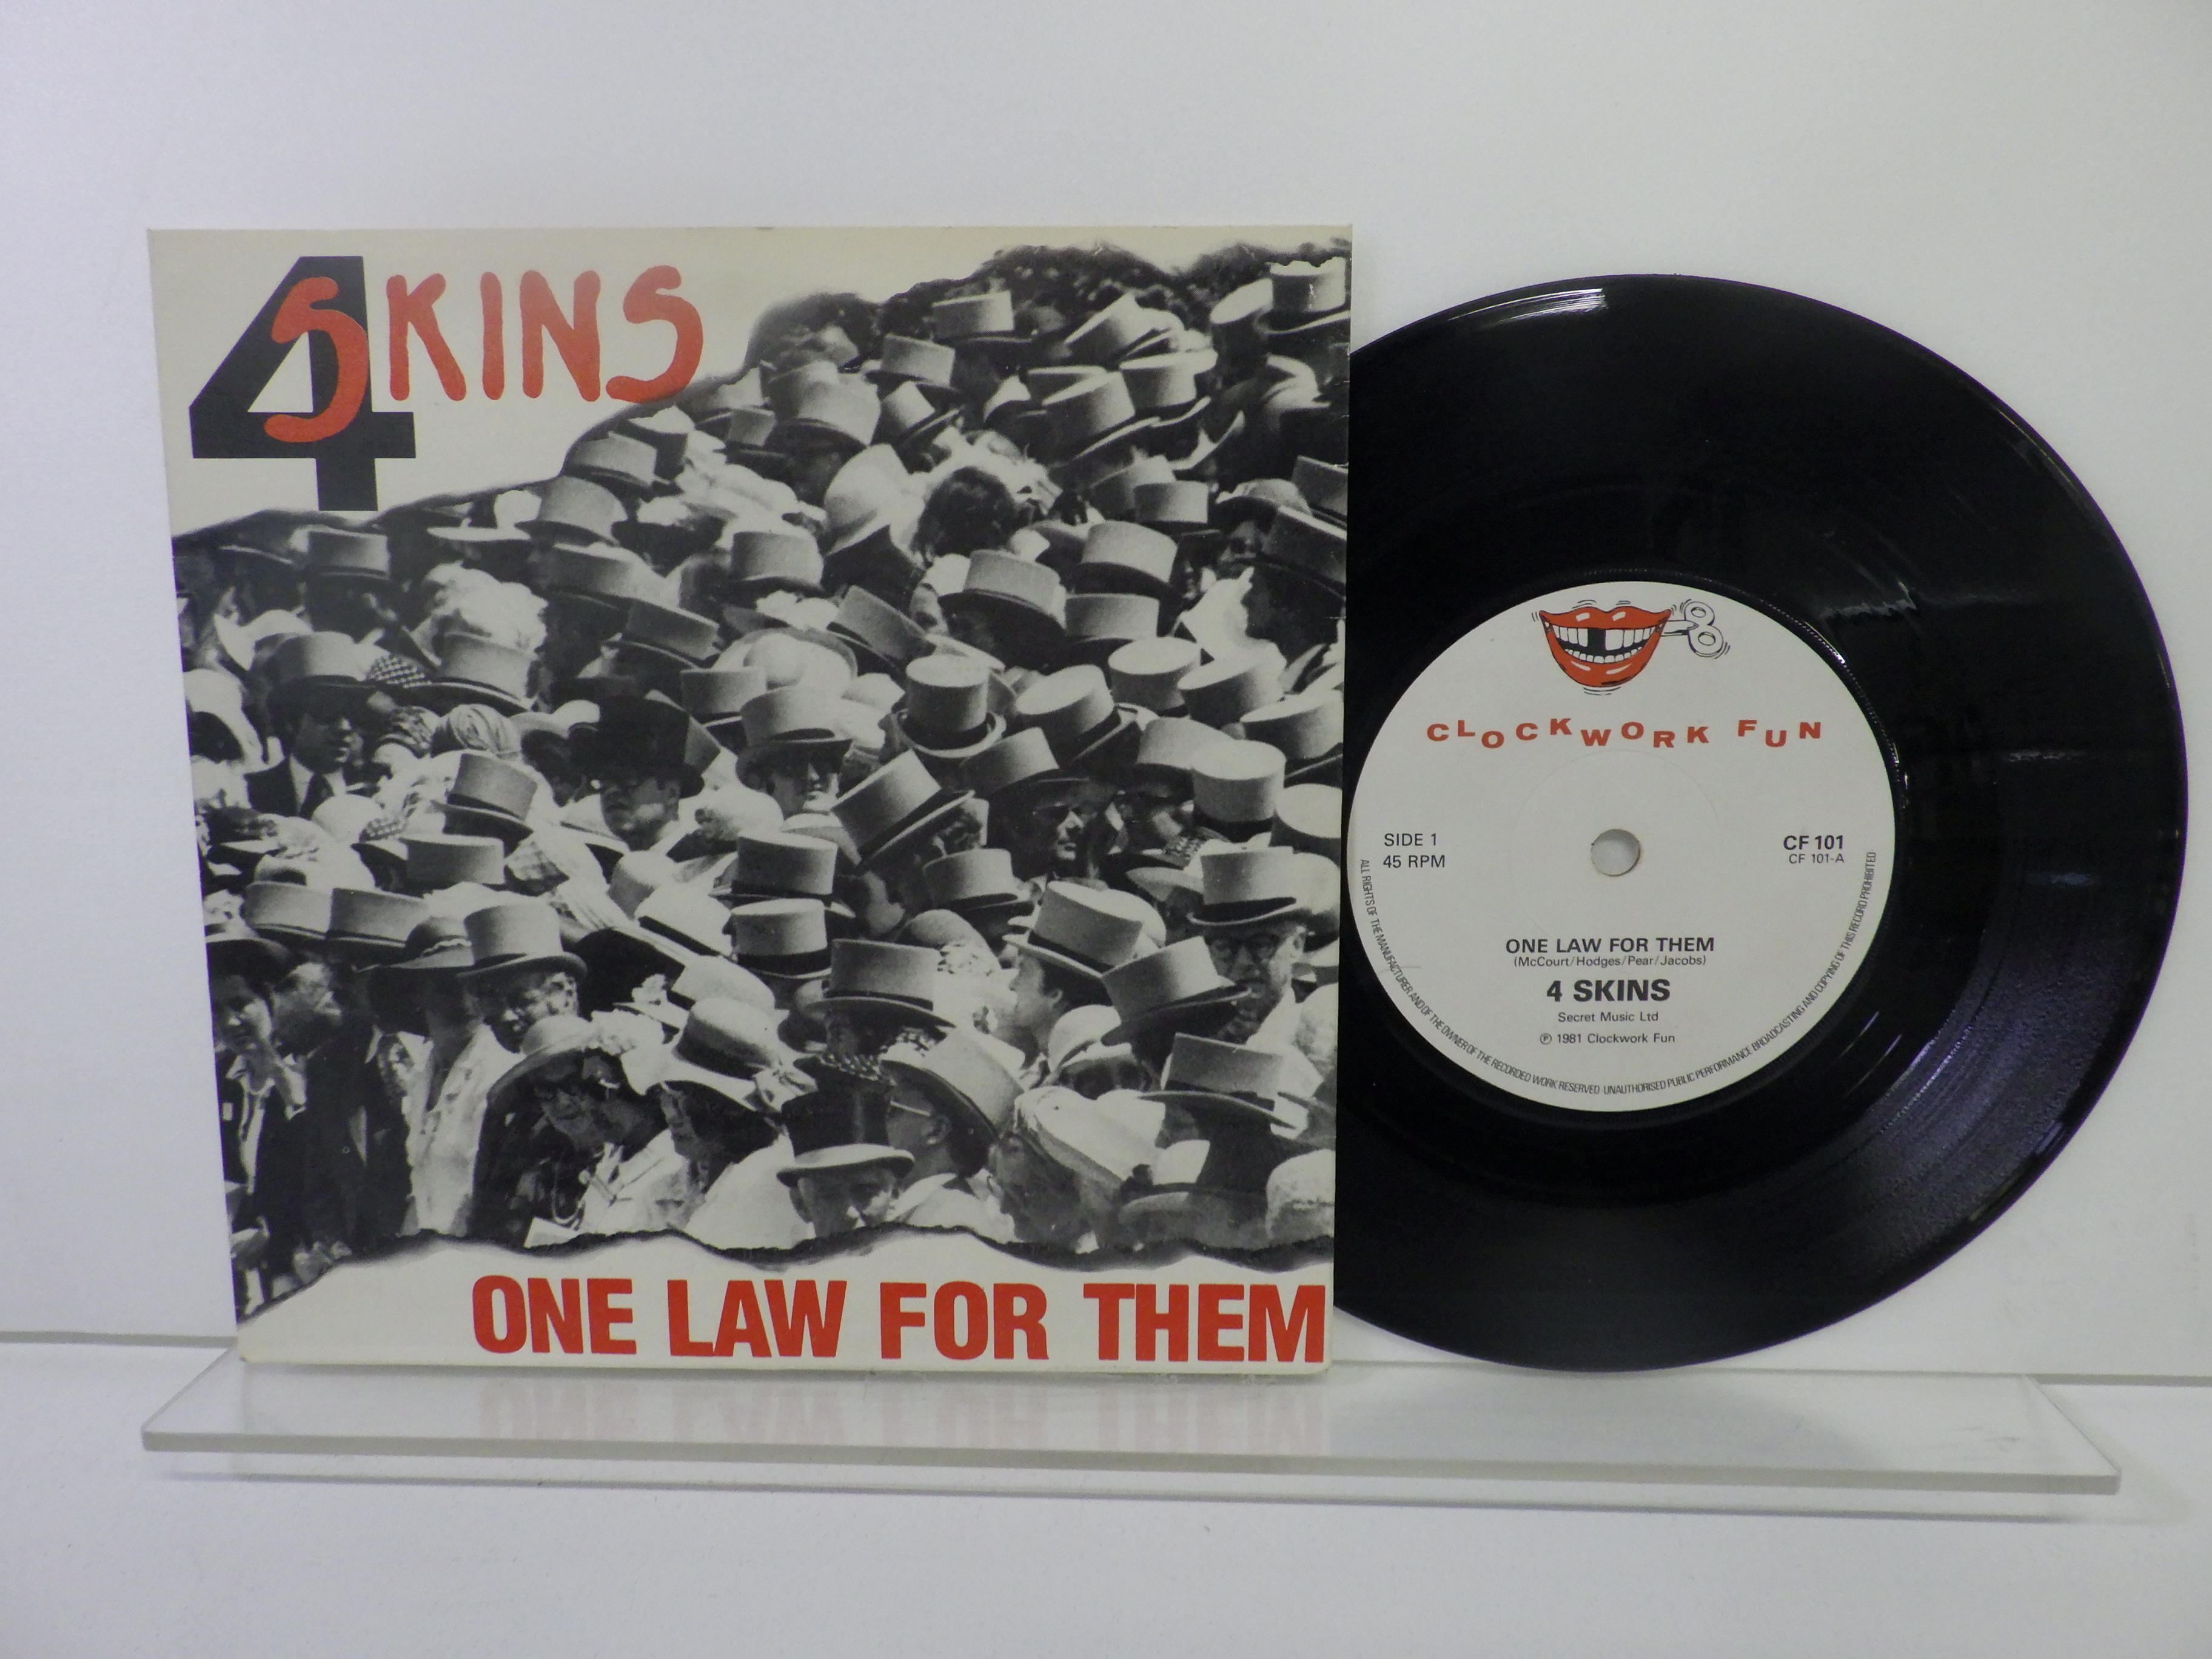 4 SKINS
ONE LAW FOR THEM
CLOCKWORK FUN
SIDE 1
45 RPM
CF 101
CF 101-A
ONE LAW FOR THEM
(McCourt/Hodges/Pear/Jacobs)
4 SKINS
Secret Music Ltd
℗ 1981 Clockwork Fun
ALL RIGHTS OF THE MANUFACTURER AND OF THE OWNER OF THE RECORDED WORK RESERVED UNAUTHORISED PUBLIC PERFORMANCE BROADCASTING AND COPYING OF THIS RECORD PROHIBITED